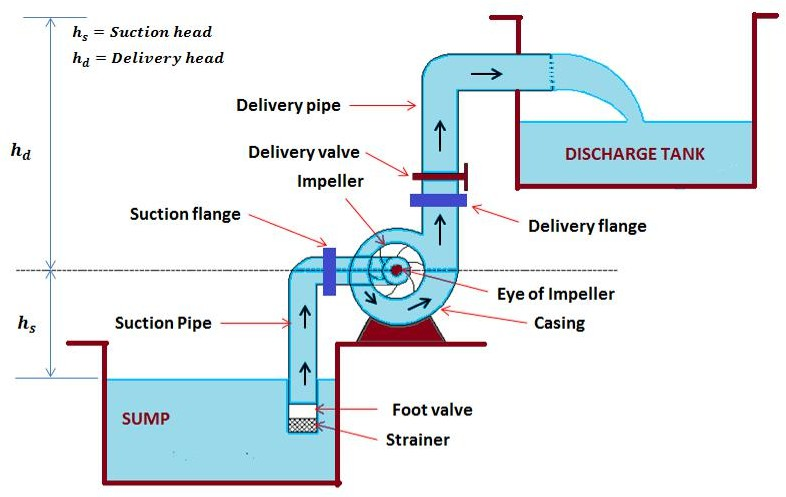 hs = Suction head
hd = Delivery head
Delivery pipe
Delivery valve
Impeller
DISCHARGE TANK
hd
Suction flange
Delivery flange
Eye of Impeller
hs
Suction Pipe
Casing
Foot valve
SUMP
Strainer